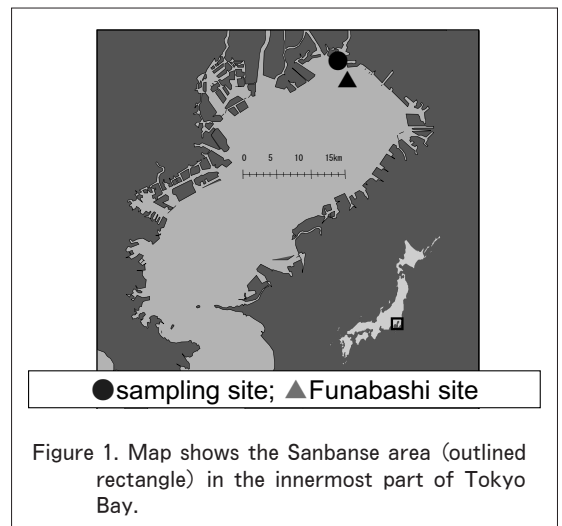 0 5 10 15km
●sampling site; ▲Funabashi site
Figure 1. Map shows the Sanbanse area (outlined
rectangle) in the innermost part of Tokyo
Bay.